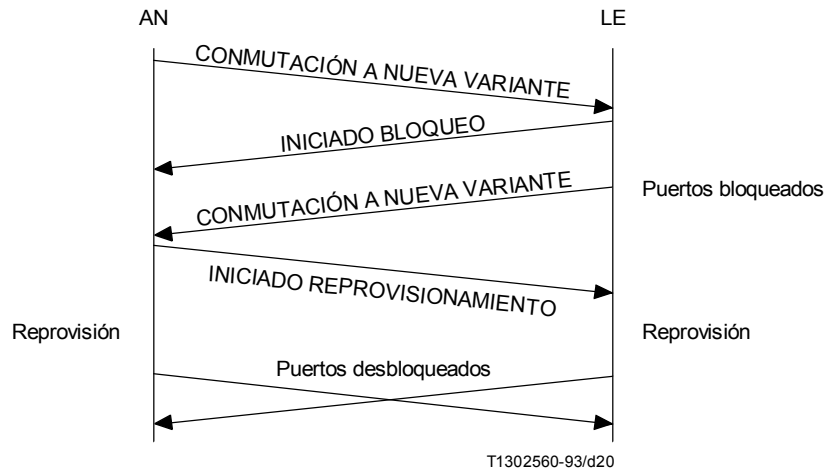 AN
LE
CONMUTACIÓN A NUEVA VARIANTE
INICIADO BLOQUEO
CONMUTACIÓN A NUEVA VARIANTE
Puertos bloqueados
INICIADO REPROVISIONAMIENTO
Reprovisión
Reprovisión
Puertos desbloqueados
T1302560-93/d20